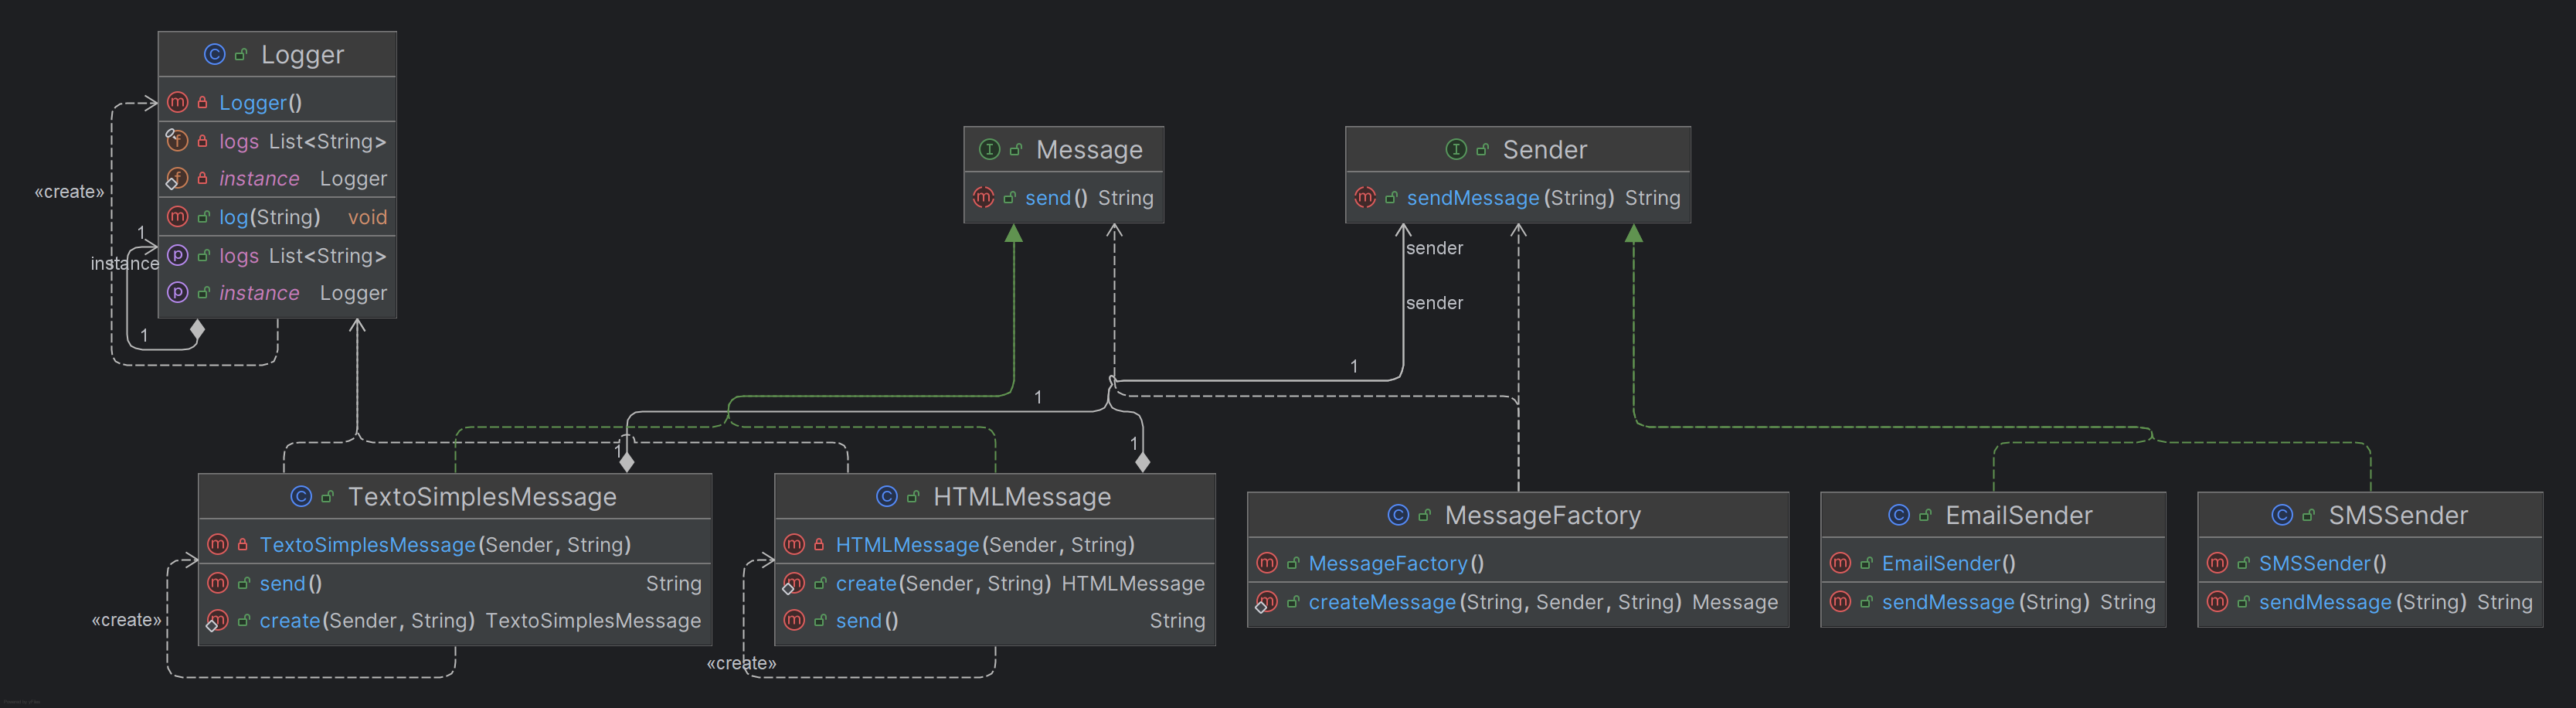 Logger
Logger()
logs List<String>
instance Logger
log(String) void
logs List<String>
instance Logger
«create»
1
instance
1
Message
send() String
Sender
sendMessage(String) String
sender
sender
1
1
1
1
TextoSimplesMessage
TextoSimplesMessage(Sender, String)
send() String
create(Sender, String) TextoSimplesMessage
«create»
HTMLMessage
HTMLMessage(Sender, String)
create(Sender, String) HTMLMessage
send() String
«create»
MessageFactory
MessageFactory()
createMessage(String, Sender, String) Message
EmailSender
EmailSender()
sendMessage(String) String
SMSSender
SMSSender()
sendMessage(String) String